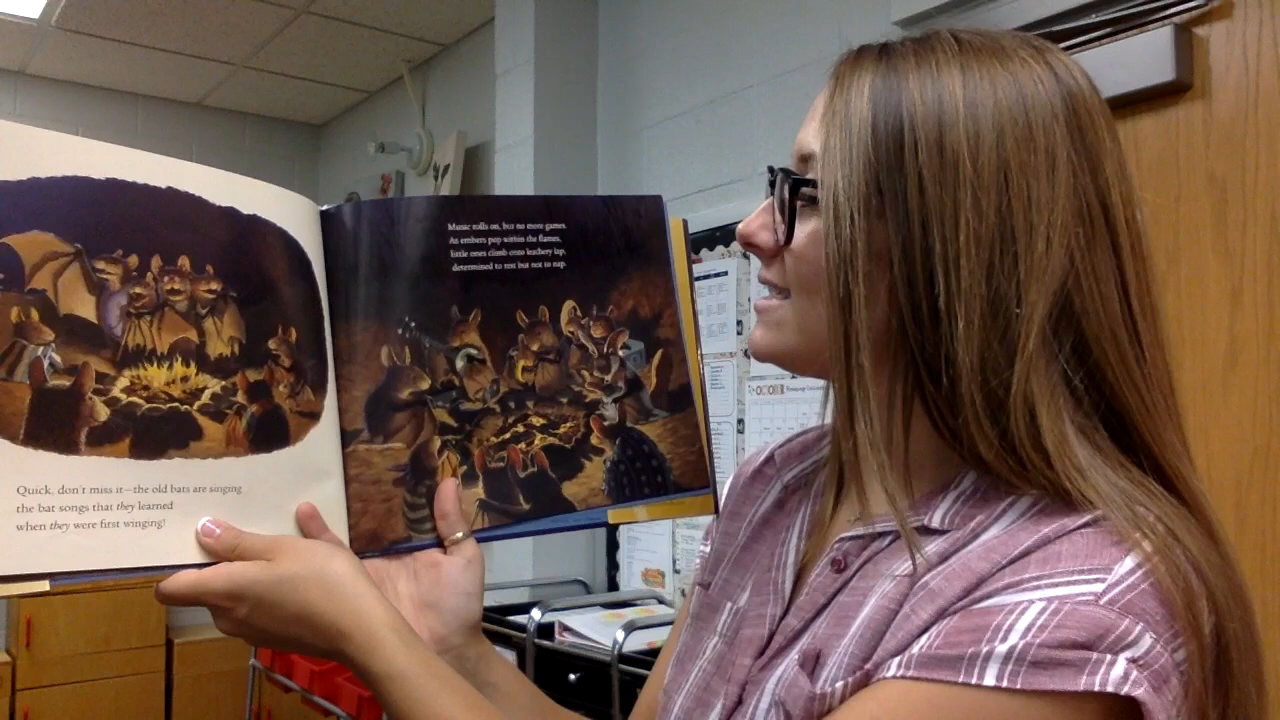 Quick, don't miss it—the old bats are singing
the bat songs that they learned
when they were first winging!
Music rolls on, but no more games.
As embers pop within the flames,
little ones climb onto leathery lap,
determined to rest but not to nap.